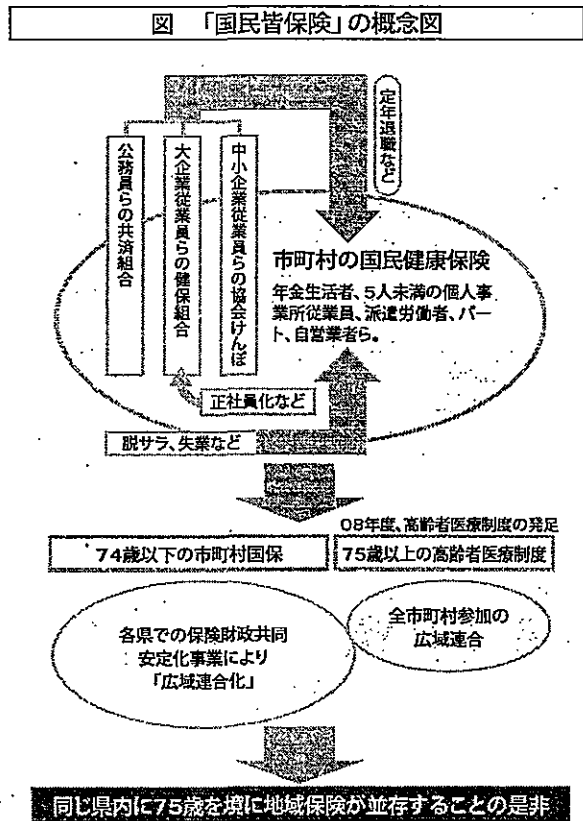 図 「国民皆保険」の概念図
定年退職など
公務員らの共済組合
大企業従業員らの健保組合
中小企業従業員らの協会けんぽ
市町村の国民健康保険
年金生活者、5人未満の個人事
業所従業員、派遣労働者、パー
ト、自営業者ら。
正社員化など
脱サラ、失業など
08年度、高齢者医療制度の発足
74歳以下の市町村国保
75歳以上の高齢者医療制度
各県での保険財政共同
安定化事業により
「広域連合化」
全市町村参加の
広域連合
同じ県内に75歳を境に地域保険が並存することの是非